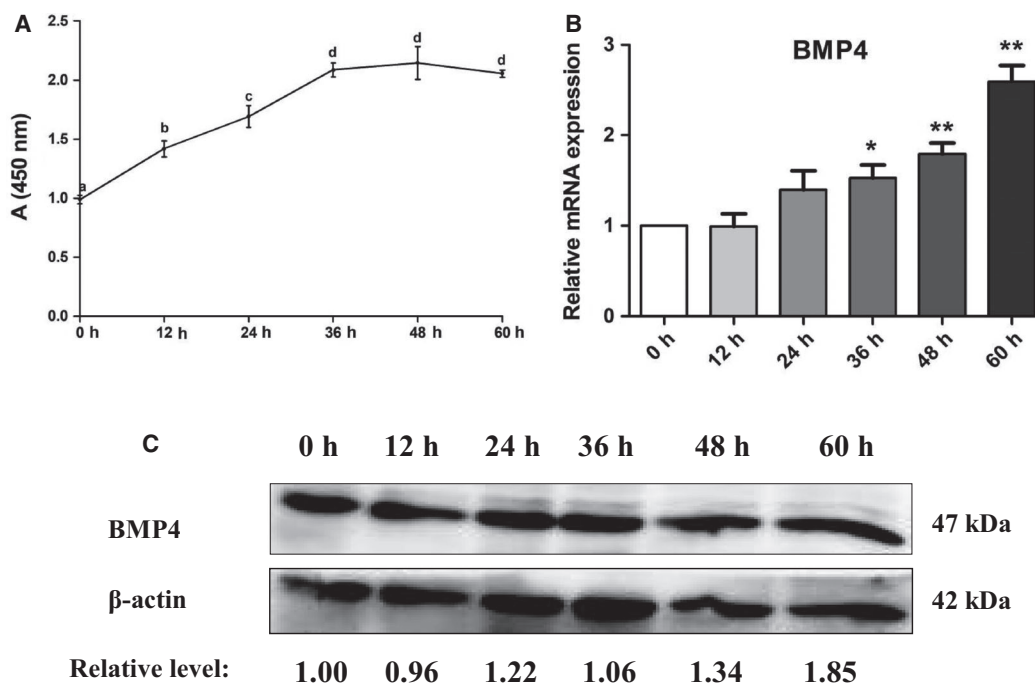 A
A (450 nm)
2.5
2.0
1.5
1.0
0.5
0.0
a
b
c
d
d
d
0 h 12 h 24 h 36 h 48 h 60 h
B
BMP4
Relative mRNA expression
3
2
1
0
* ** **
0 h 12 h 24 h 36 h 48 h 60 h
C 0 h 12 h 24 h 36 h 48 h 60 h
BMP4 47 kDa
β-actin 42 kDa
Relative level: 1.00 0.96 1.22 1.06 1.34 1.85